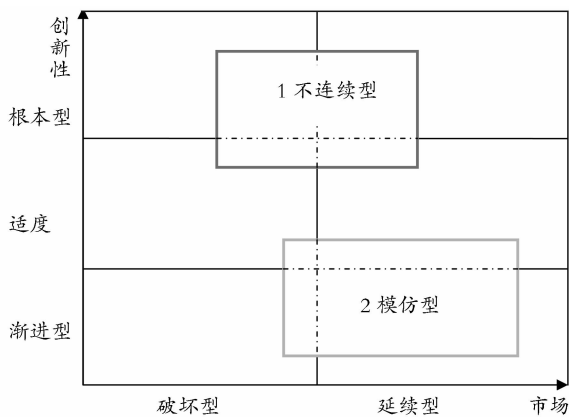 创新性
根本型
1 不连续型
适度
2 模仿型
渐进型
破坏型 延续型 市场